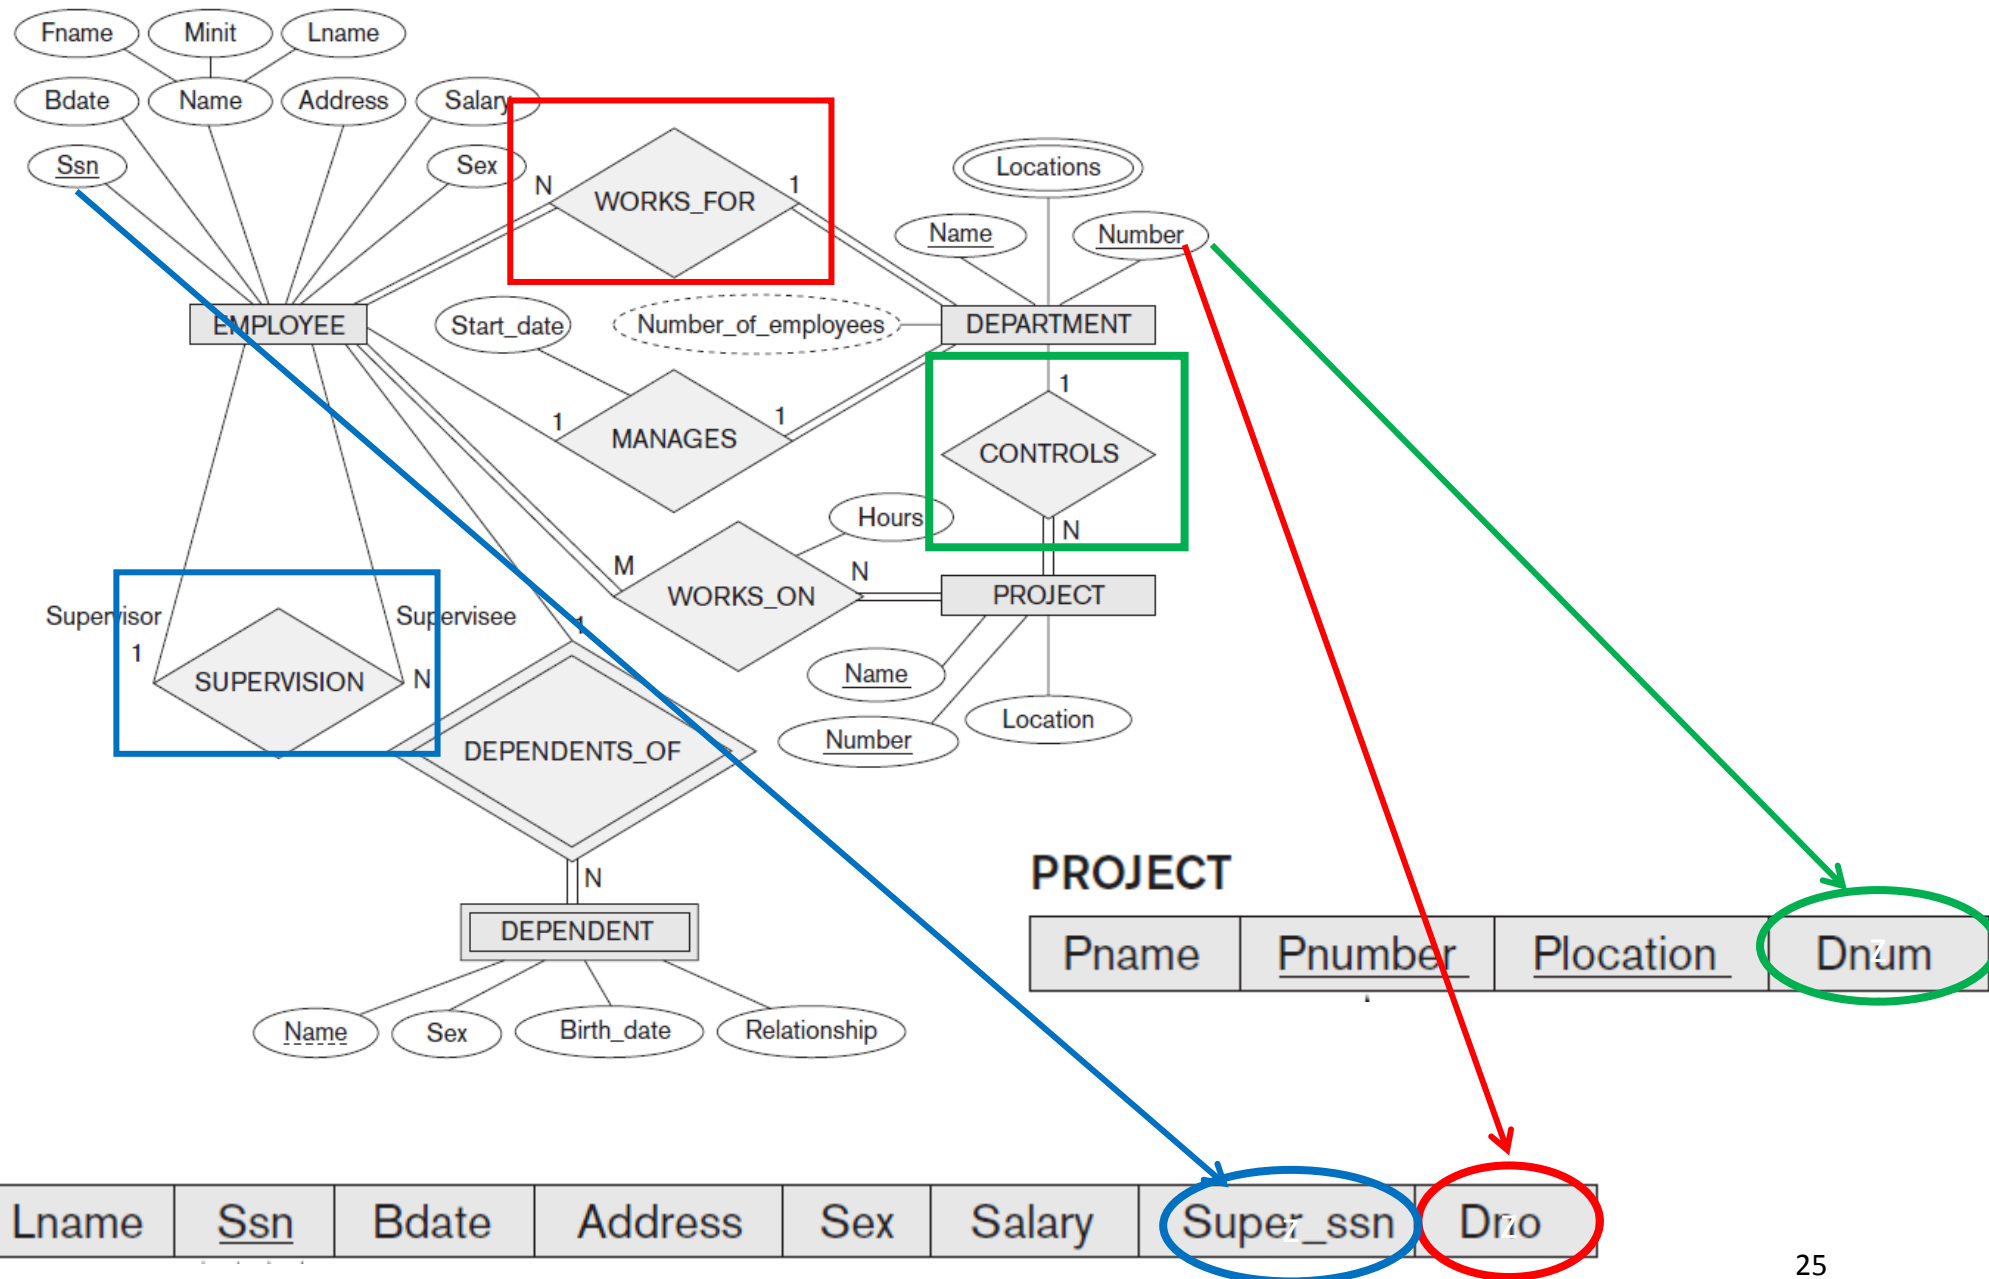 Fname Minit Lname
Bdate Name Address Salary
Ssn Sex
N WORKS_FOR 1
Locations
Name Number
EMPLOYEE Start_date Number_of_employees DEPARTMENT
1 MANAGES 1
1
CONTROLS
N
Hours
M WORKS_ON N PROJECT
Supervisor Supervisee
1 SUPERVISION N
1
DEPENDENTS_OF
N
Name
Number Location
DEPENDENT
Name Sex Birth_date Relationship
PROJECT
Pname Pnumber Plocation Dnum
z
Lname Ssn Bdate Address Sex Salary Super_ssn Dno
z z
25